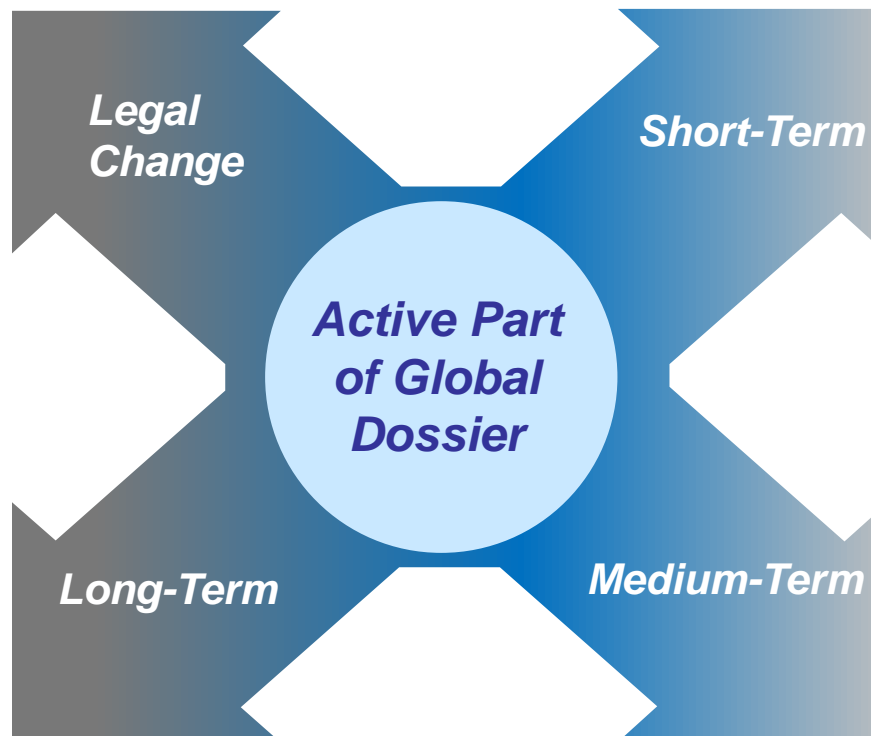 Legal
Change
Short-Term
Active Part
of Global
Dossier
Long-Term
Medium-Term